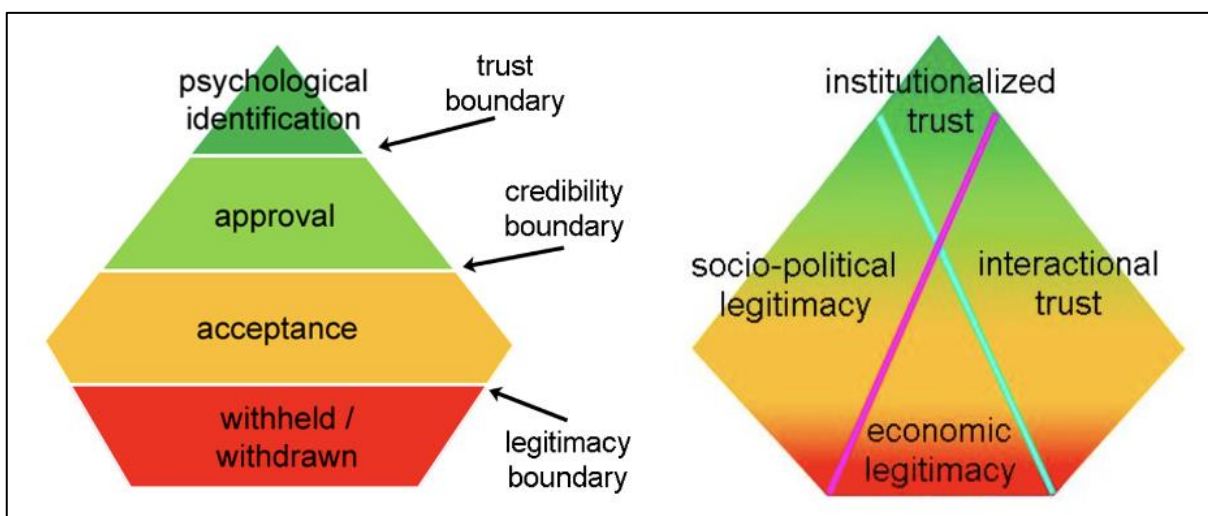 psychological
identification
trust
boundary
approval
credibility
boundary
acceptance
withheld /
withdrawn
legitimacy
boundary
institutionalized
trust
socio-political
legitimacy
interactional
trust
economic
legitimacy